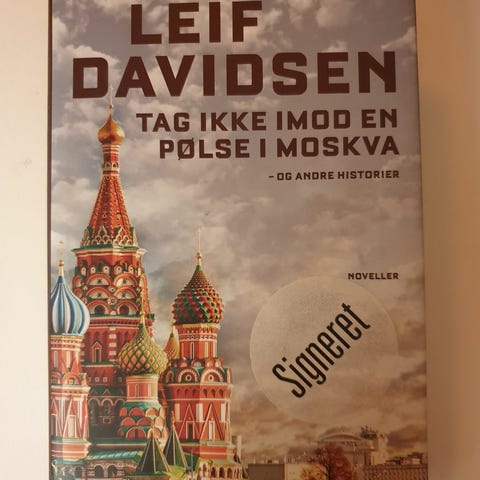 LEIF
DAVIDSEN
TAG IKKE IMOD EN
PØLSE I MOSKVA
– OG ANDRE HISTORIER
NOVELLER
Signeret